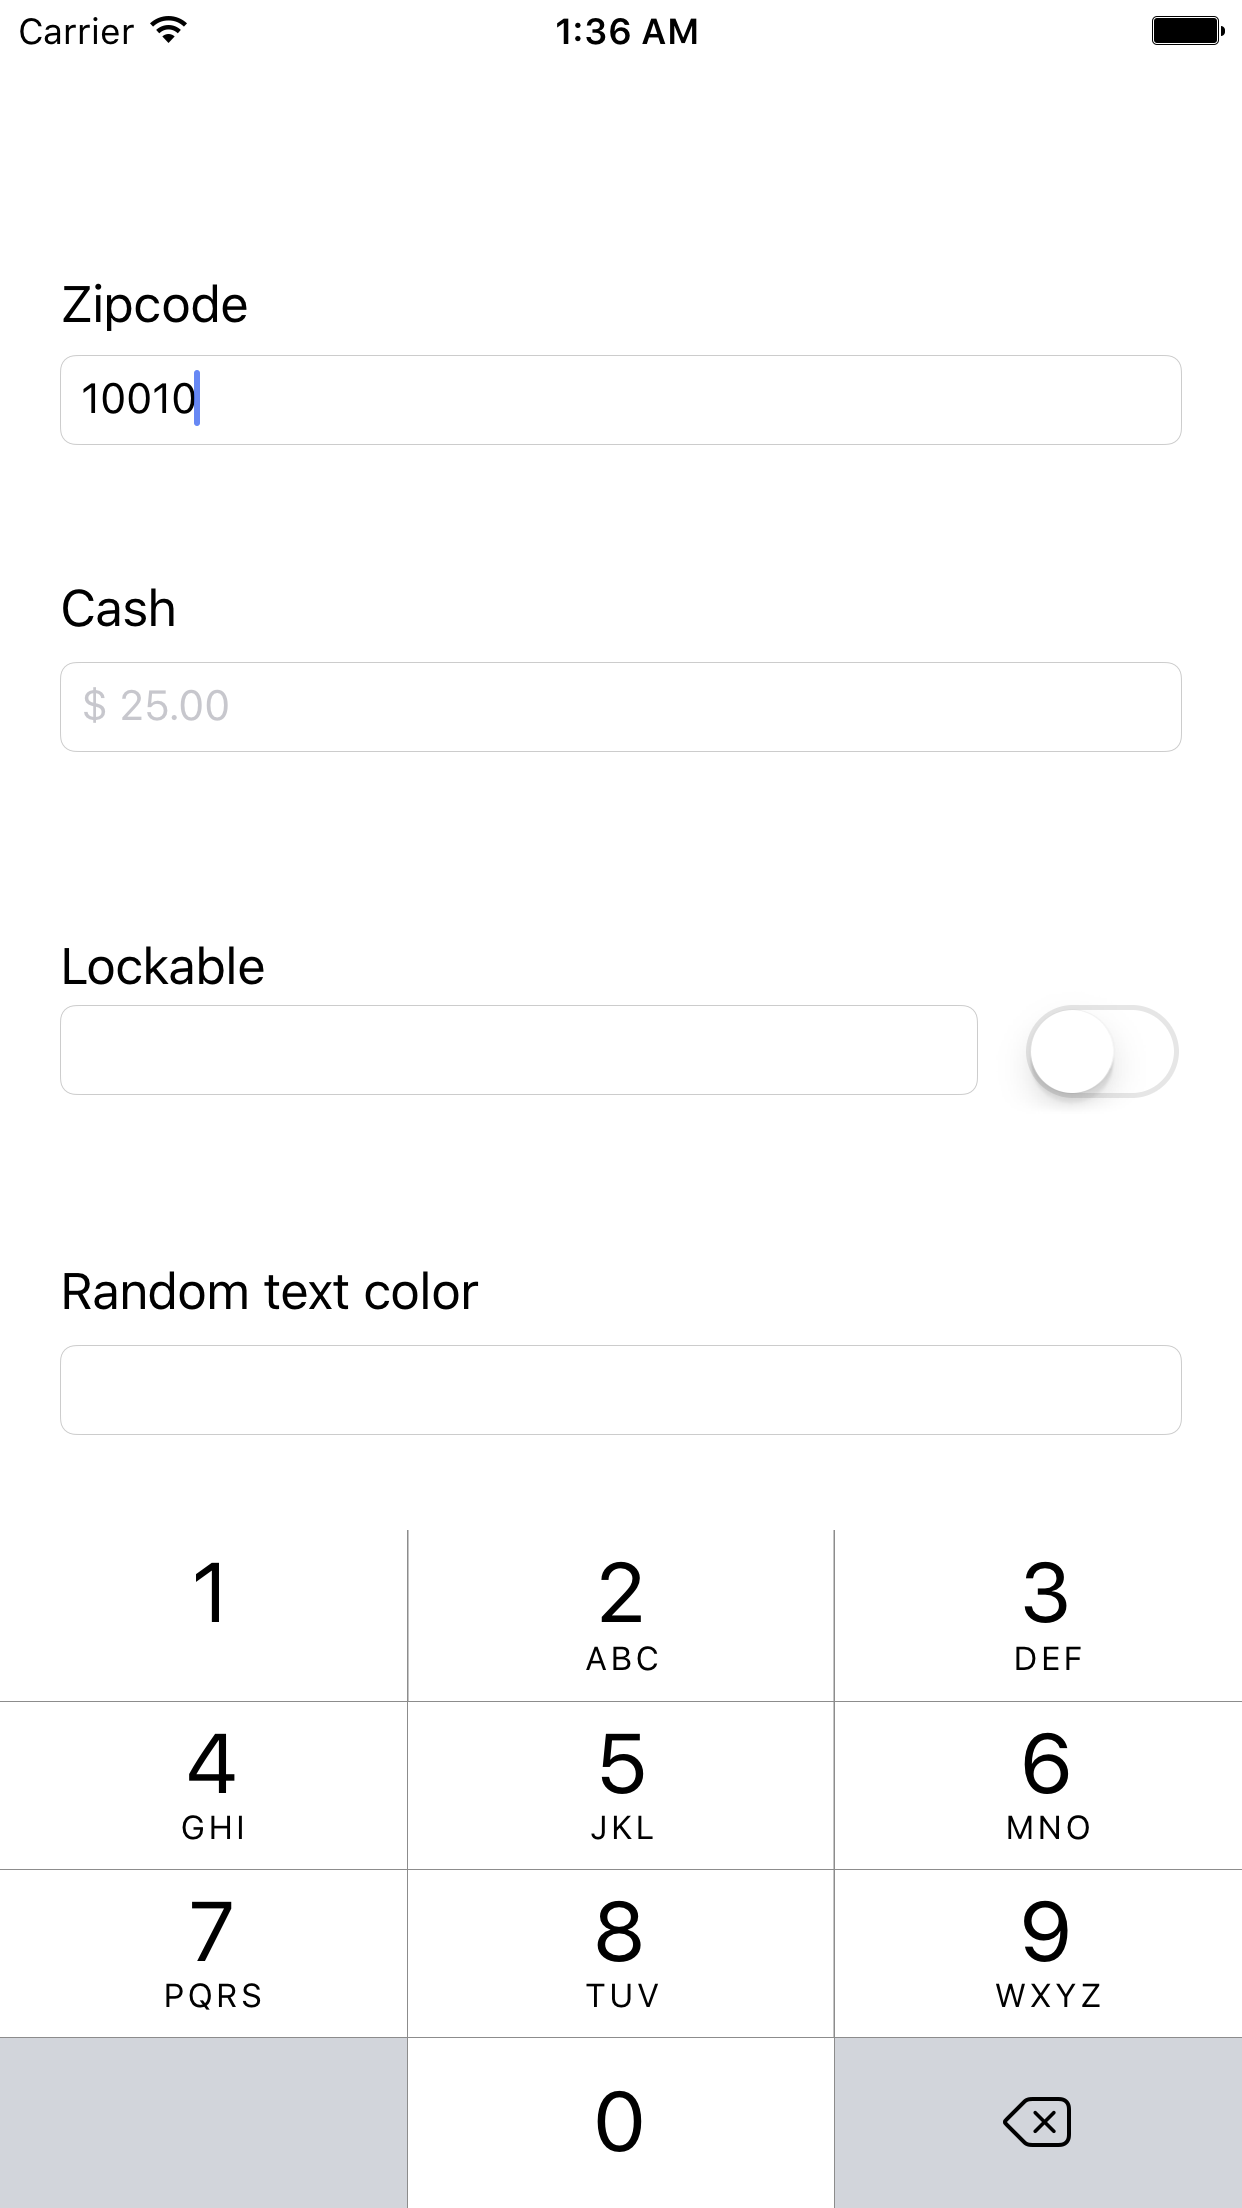 Carrier 1:36 AM
Zipcode
10010
Cash
$ 25.00
Lockable
Random text color
1 2 3
ABC DEF
4 5 6
GHI JKL MNO
7 8 9
PQRS TUV WXYZ
0